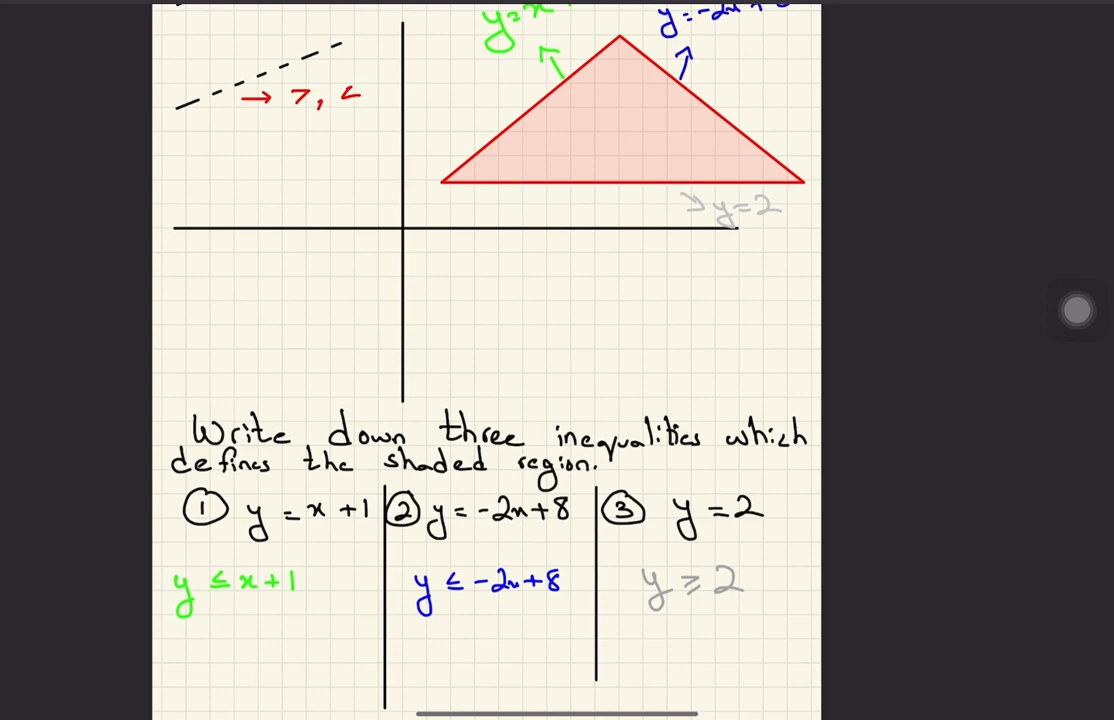 y=x
y=-2x+
→ >, <
→ y=2
Write down three inequalities which
defines the shaded region.
① y = x +1
② y = -2x+8
③ y = 2
y ≤ x+1
y ≤ -2x+8
y ≥ 2